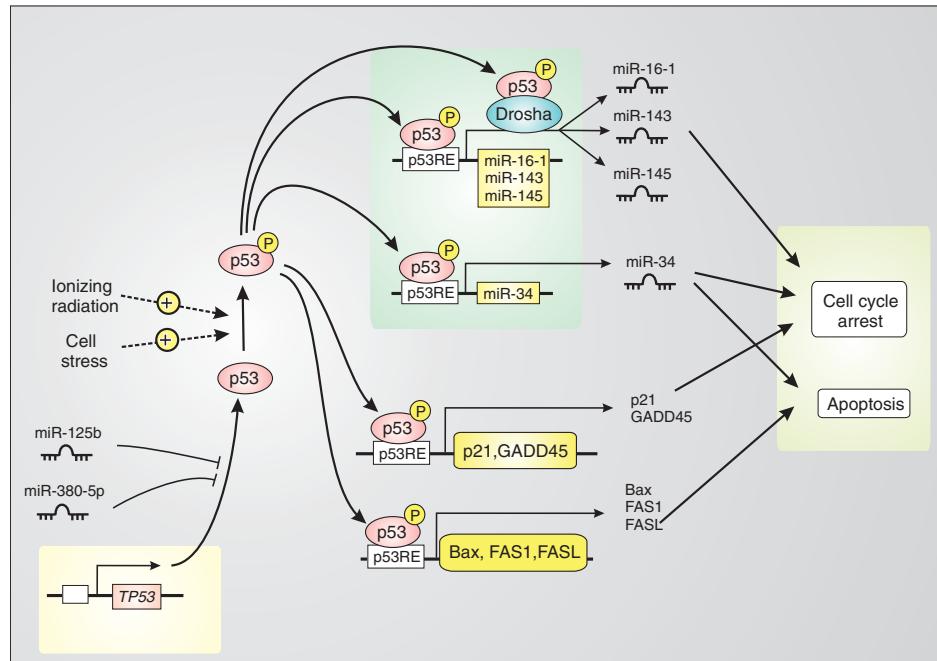 P
p53
Drosha
miR-16-1
miR-143
miR-145
P
p53
p53RE
miR-16-1
miR-143
miR-145
P
p53
p53RE
miR-34
miR-34
P
p53
Ionizing
radiation
+
Cell
stress
+
p53
Cell cycle
arrest
Apoptosis
P
p53
p53RE
p21,GADD45
p21
GADD45
miR-125b
miR-380-5p
P
p53
p53RE
Bax, FAS1,FASL
Bax
FAS1
FASL
TP53